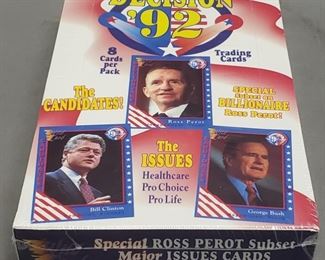 DECISION
'92
8
Cards per
Pack
Trading
Cards
The
CANDIDATES!
Ross Perot
SPECIAL
subset on
BILLIONAIRE
Ross Perot!
The
ISSUES
Healthcare
Pro Choice
Pro Life
Bill Clinton
George Bush
Special ROSS PEROT Subset
Major ISSUES CARDS